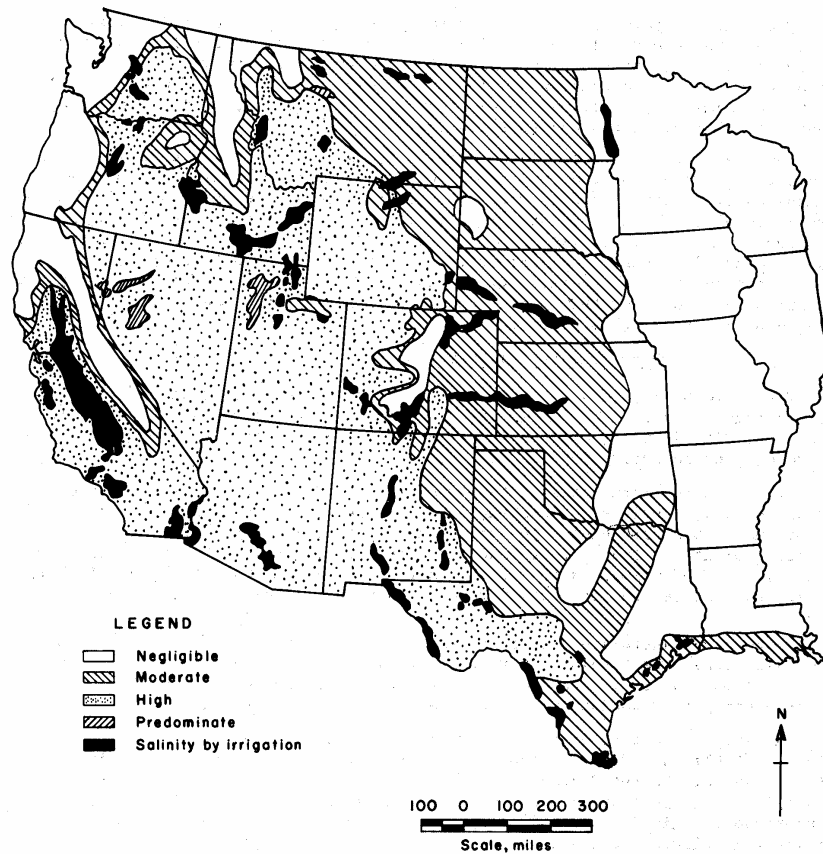 LEGEND
Negligible
Moderate
High
Predominate
Salinity by irrigation
N
100 0 100 200 300
Scale, miles